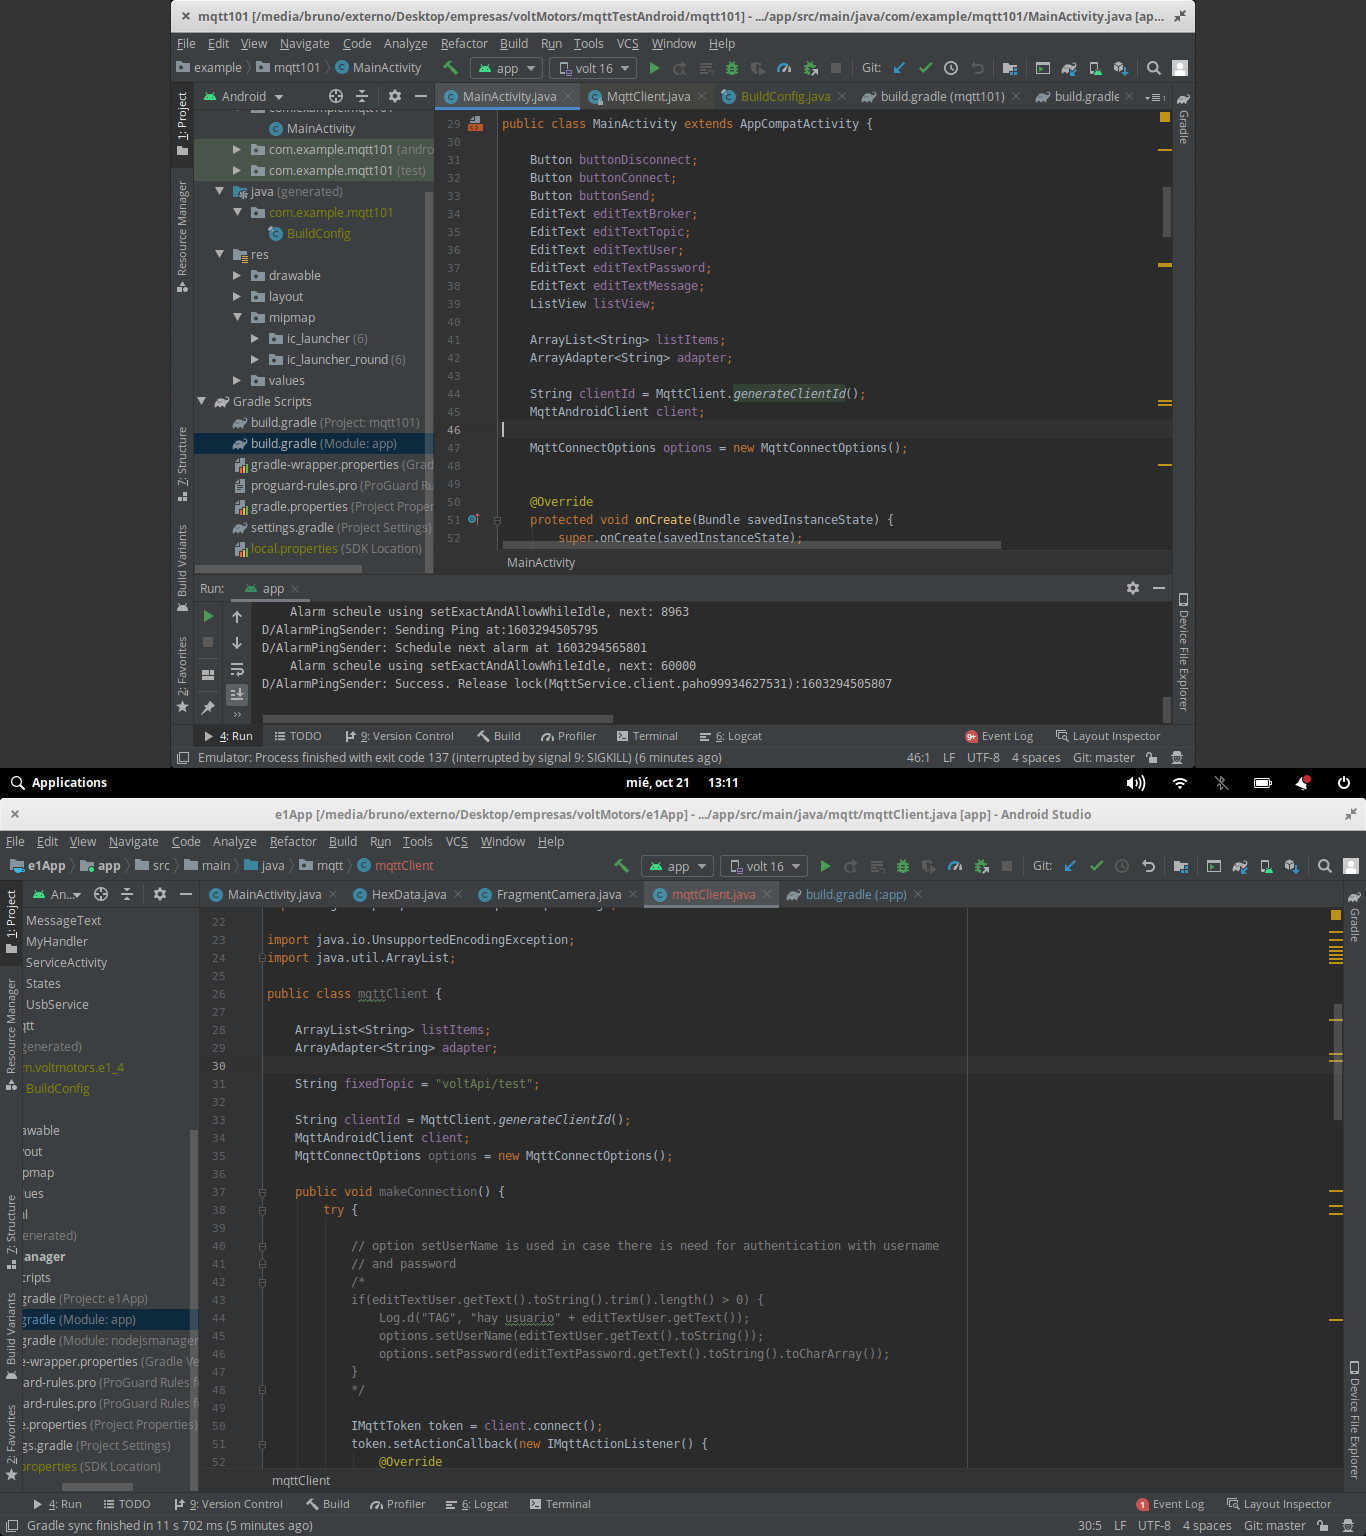 mqtt101 [/media/bruno/externo/Desktop/empresas/voltMotors/mqttTestAndroid/mqtt101] - .../app/src/main/java/com/example/mqtt101/MainActivity.java [ap...
File Edit View Navigate Code Analyze Refactor Build Run Tools VCS Window Help
example mqtt101 MainActivity app volt 16 Git:
1: Project
Resource Manager
7: Structure
Build Variants
2: Favorites
Android
MainActivity
com.example.mqtt101 (andro
com.example.mqtt101 (test)
java (generated)
com.example.mqtt101
BuildConfig
res
drawable
layout
mipmap
ic_launcher (6)
ic_launcher_round (6)
values
Gradle Scripts
build.gradle (Project: mqtt101)
build.gradle (Module: app)
gradle-wrapper.properties (Grad
proguard-rules.pro (ProGuard Ru
gradle.properties (Project Proper
settings.gradle (Project Settings)
local.properties (SDK Location)
MainActivity.java MqttClient.java BuildConfig.java build.gradle (mqtt101) build.gradle
29 public class MainActivity extends AppCompatActivity {
30
31 Button buttonDisconnect;
32 Button buttonConnect;
33 Button buttonSend;
34 EditText editTextBroker;
35 EditText editTextTopic;
36 EditText editTextUser;
37 EditText editTextPassword;
38 EditText editTextMessage;
39 ListView listView;
40
41 ArrayList<String> listItems;
42 ArrayAdapter<String> adapter;
43
44 String clientId = MqttClient.generateClientId();
45 MqttAndroidClient client;
46
47 MqttConnectOptions options = new MqttConnectOptions();
48
49
50 @Override
51 protected void onCreate(Bundle savedInstanceState) {
52 super.onCreate(savedInstanceState);
MainActivity
Gradle
Device File Explorer
Run: app
Alarm scheule using setExactAndAllowWhileIdle, next: 8963
D/AlarmPingSender: Sending Ping at:1603294505795
D/AlarmPingSender: Schedule next alarm at 1603294565801
Alarm scheule using setExactAndAllowWhileIdle, next: 60000
D/AlarmPingSender: Success. Release lock(MqttService.client.paho99934627531):1603294505807
4: Run TODO 9: Version Control Build Profiler Terminal 6: Logcat 9+ Event Log Layout Inspector
Emulator: Process finished with exit code 137 (interrupted by signal 9: SIGKILL) (6 minutes ago) 46:1 LF UTF-8 4 spaces Git: master
Applications mié, oct 21 13:11
e1App [/media/bruno/externo/Desktop/empresas/voltMotors/e1App] - .../app/src/main/java/mqtt/mqttClient.java [app] - Android Studio
File Edit View Navigate Code Analyze Refactor Build Run Tools VCS Window Help
e1App app src main java mqtt mqttClient app volt 16 Git:
1: Project
Resource Manager
7: Structure
Build Variants
2: Favorites
An...
MessageText
MyHandler
ServiceActivity
States
UsbService
qtt
generated)
m.voltmotors.e1_4
BuildConfig
awable
yout
ipmap
lues
nl
enerated)
anager
cripts
gradle (Project: e1App)
gradle (Module: app)
gradle (Module: nodejsmanager
e-wrapper.properties (Gradle Ve
ard-rules.pro (ProGuard Rules f
ard-rules.pro (ProGuard Rules f
e.properties (Project Properties)
gs.gradle (Project Settings)
properties (SDK Location)
MainActivity.java HexData.java FragmentCamera.java mqttClient.java build.gradle (:app)
22
23 import java.io.UnsupportedEncodingException;
24 import java.util.ArrayList;
25
26 public class mqttClient {
27
28 ArrayList<String> listItems;
29 ArrayAdapter<String> adapter;
30
31 String fixedTopic = "voltApi/test";
32
33 String clientId = MqttClient.generateClientId();
34 MqttAndroidClient client;
35 MqttConnectOptions options = new MqttConnectOptions();
36
37 public void makeConnection() {
38 try {
39
40 // option setUserName is used in case there is need for authentication with username
41 // and password
42 /*
43 if(editTextUser.getText().toString().trim().length() > 0) {
44 Log.d("TAG", "hay usuario" + editTextUser.getText());
45 options.setUserName(editTextUser.getText().toString());
46 options.setPassword(editTextPassword.getText().toString().toCharArray());
47 }
48 */
49
50 IMqttToken token = client.connect();
51 token.setActionCallback(new IMqttActionListener() {
52 @Override
mqttClient
Gradle
Device File Explorer
4: Run TODO 9: Version Control Build Profiler 6: Logcat Terminal 1 Event Log Layout Inspector
Gradle sync finished in 11 s 702 ms (5 minutes ago) 30:5 LF UTF-8 4 spaces Git: master